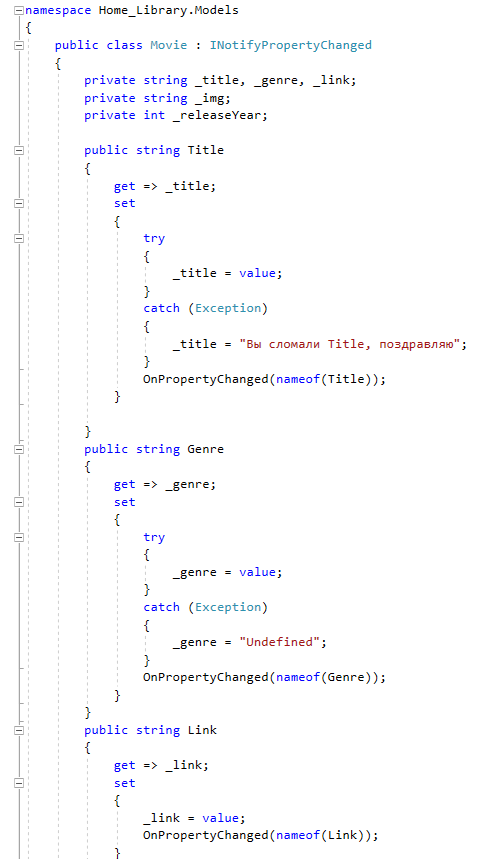 namespace Home_Library.Models
{
    public class Movie : INotifyPropertyChanged
    {
        private string _title, _genre, _link;
        private string _img;
        private int _releaseYear;

        public string Title
        {
            get => _title;
            set
            {
                try
                {
                    _title = value;
                }
                catch (Exception)
                {
                    _title = "Вы сломали Title, поздравляю";
                }
                OnPropertyChanged(nameof(Title));
            }

        }
        public string Genre
        {
            get => _genre;
            set
            {
                try
                {
                    _genre = value;
                }
                catch (Exception)
                {
                    _genre = "Undefined";
                }
                OnPropertyChanged(nameof(Genre));
            }
        }
        public string Link
        {
            get => _link;
            set
            {
                _link = value;
                OnPropertyChanged(nameof(Link));
            }